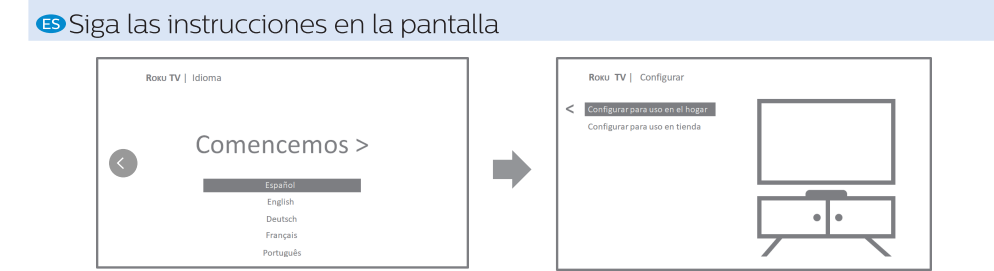 ES Siga las instrucciones en la pantalla
Roku TV | Idioma
Comencemos >
Español
English
Deutsch
Français
Português
Roku TV | Configurar
< Configurar para uso en el hogar
Configurar para uso en tienda